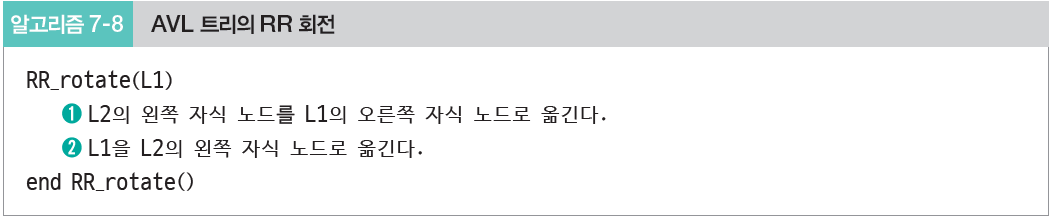 알고리즘 7-8 AVL 트리의 RR 회전
RR_rotate(L1)
❶ L2의 왼쪽 자식 노드를 L1의 오른쪽 자식 노드로 옮긴다.
❷ L1을 L2의 왼쪽 자식 노드로 옮긴다.
end RR_rotate()